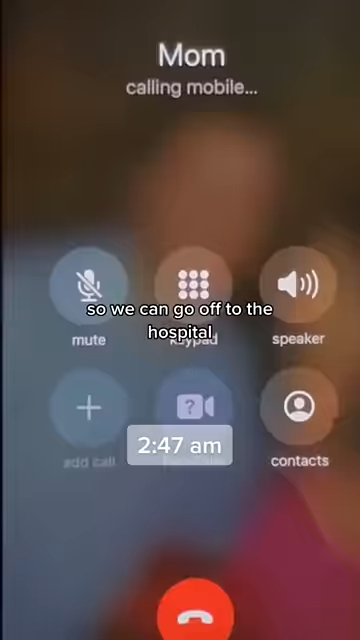 Mom
calling mobile...
so we can go off to the
hospital
mute
keypad
speaker
2:47 am
add call
contacts